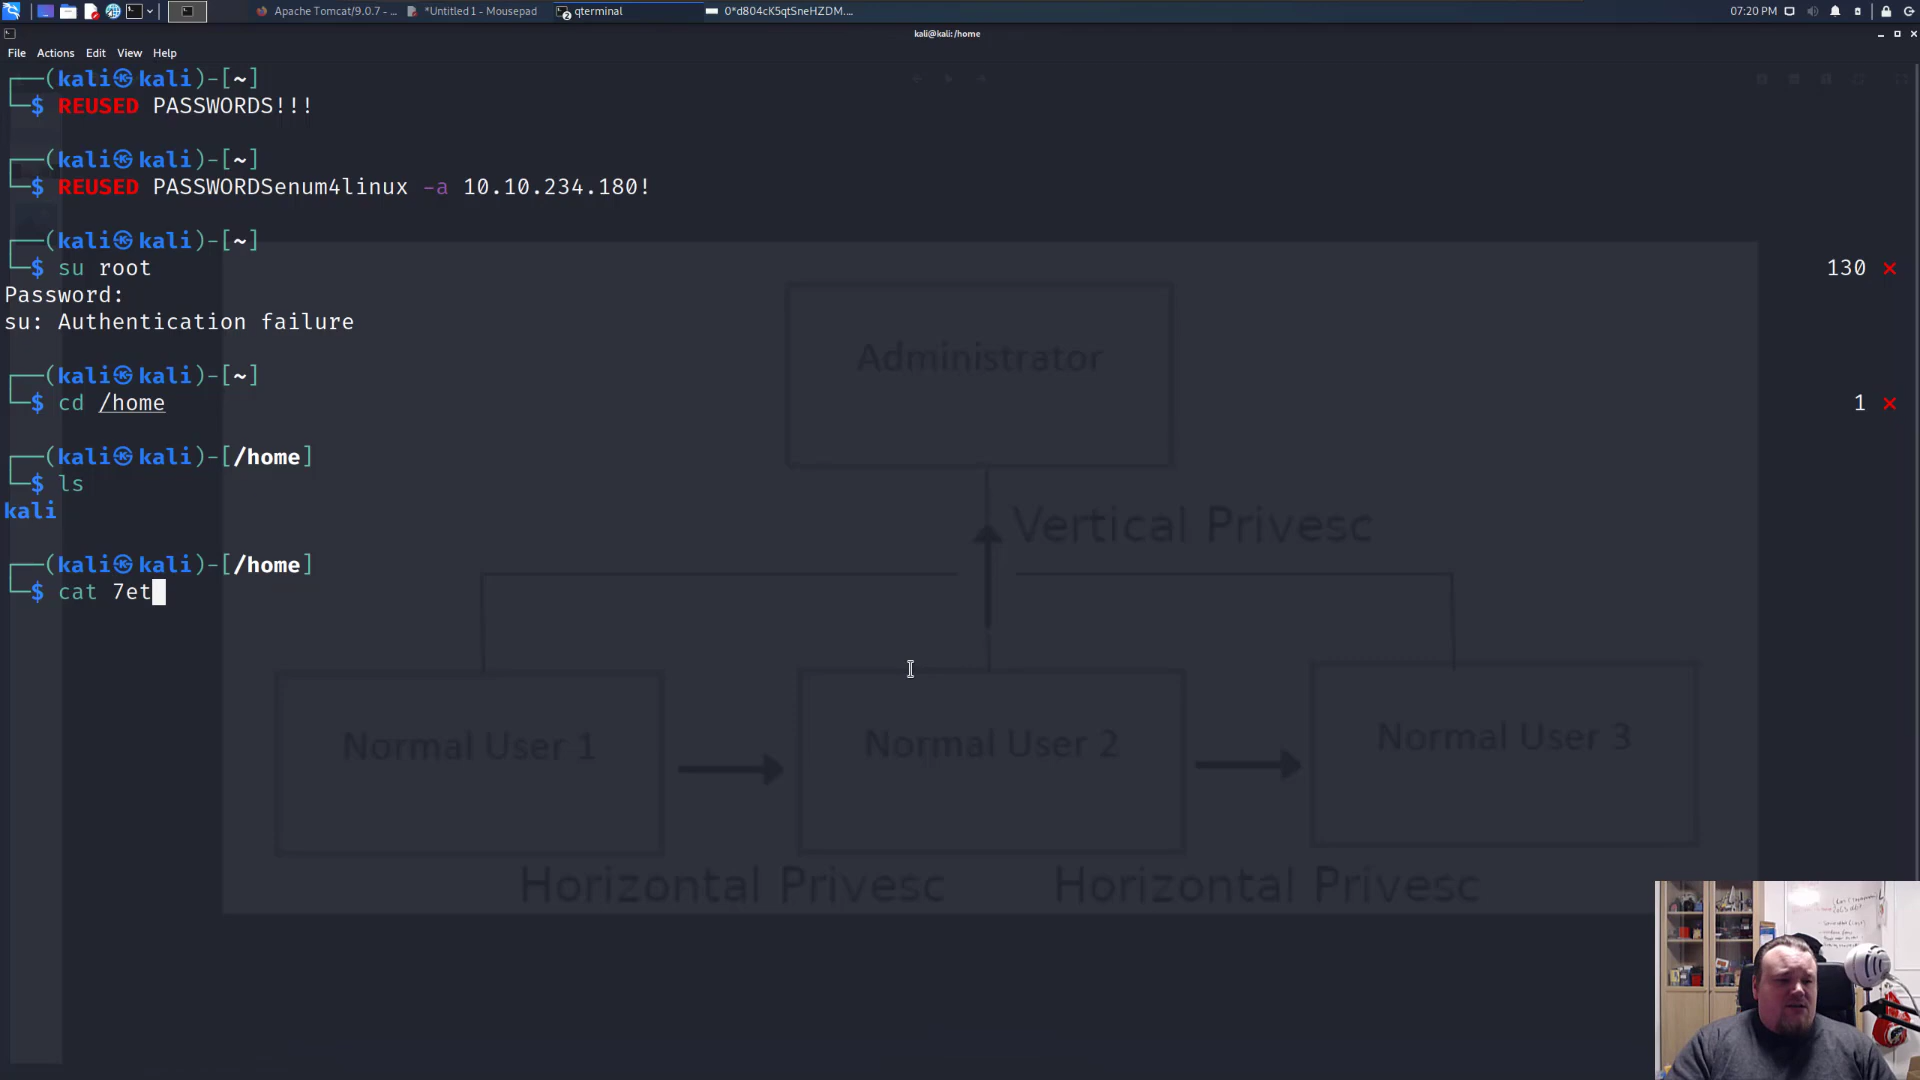 Apache Tomcat/9.0.7 - ...
*Untitled 1 - Mousepad
qterminal
0*d804cK5qtSneHZDM....
07:20 PM
kali@kali: /home
File Actions Edit View Help
(kali㉿kali)-[~]
$ REUSED PASSWORDS!!!
(kali㉿kali)-[~]
$ REUSED PASSWORDSenum4linux -a 10.10.234.180!
(kali㉿kali)-[~]
$ su root
130 ⨯
Password:
su: Authentication failure
(kali㉿kali)-[~]
$ cd /home
1 ⨯
(kali㉿kali)-[/home]
$ ls
kali
(kali㉿kali)-[/home]
$ cat 7et
Administrator
Vertical Privesc
Normal User 1
Normal User 2
Normal User 3
Horizontal Privesc
Horizontal Privesc